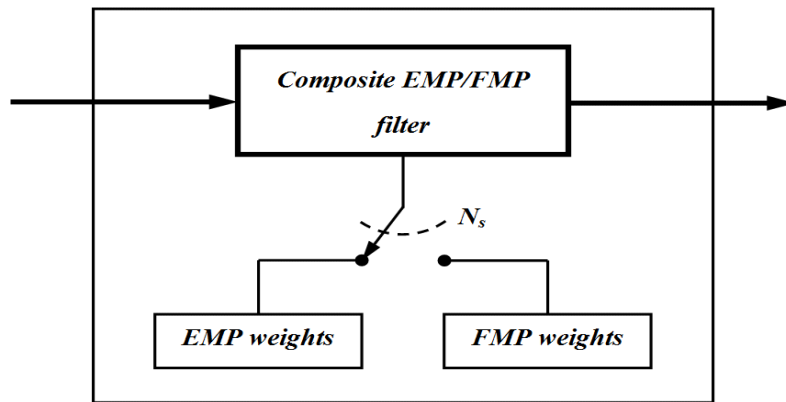 Composite EMP/FMP
filter
N_s
EMP weights
FMP weights